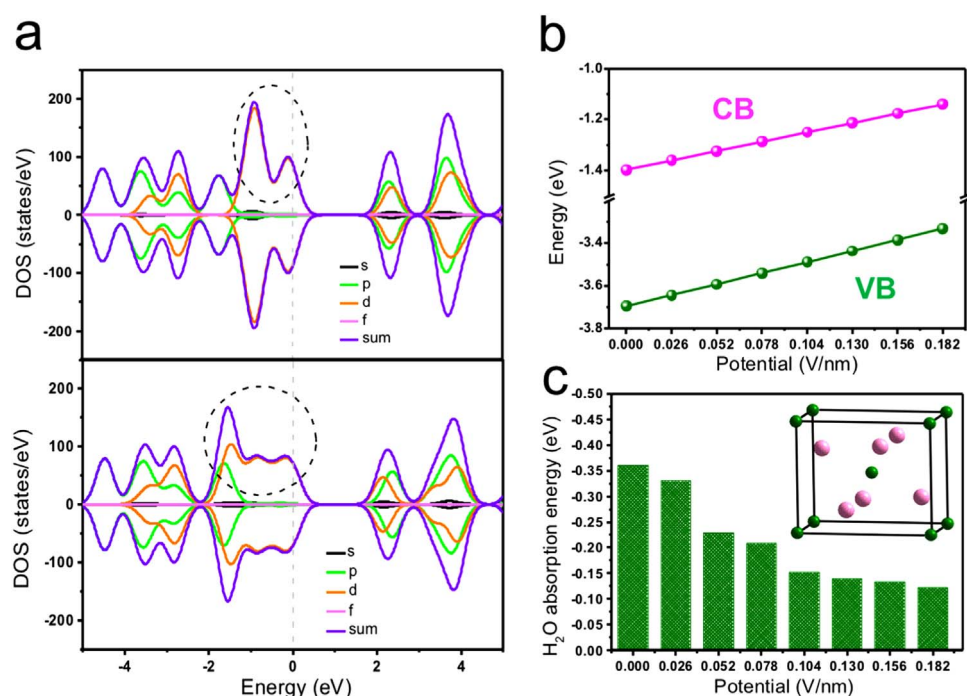 a
200
100
0
-100
-200
DOS (states/eV)
s
p
d
f
sum
200
100
0
-100
-200
DOS (states/eV)
s
p
d
f
sum
-4
-2
0
2
4
Energy (eV)
b
-1.0
-1.2
-1.4
-3.4
-3.6
-3.8
Energy (eV)
CB
VB
0.000 0.026 0.052 0.078 0.104 0.130 0.156 0.182
Potential (V/nm)
c
-0.50
-0.45
-0.40
-0.35
-0.30
-0.25
-0.20
-0.15
-0.10
-0.05
0.00
H₂O absorption energy (eV)
0.000 0.026 0.052 0.078 0.104 0.130 0.156 0.182
Potential (V/nm)